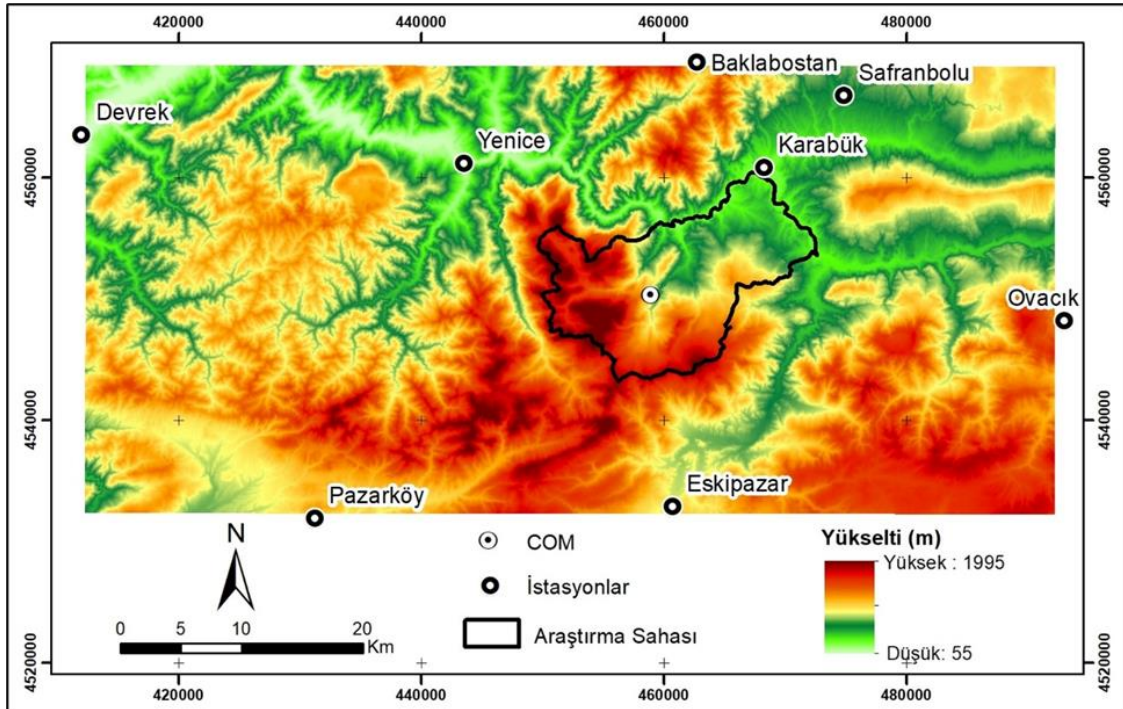 420000 440000 460000 480000
Baklabostan
Safranbolu
Devrek
Yenice
Karabük
4560000 4560000
Ovacık
4540000 4540000
Pazarköy
Eskipazar
N
COM
İstasyonlar
Araştırma Sahası
0 5 10 20
Km
Yükselti (m)
Yüksek : 1995
Düşük: 55
4520000 4520000
420000 440000 460000 480000